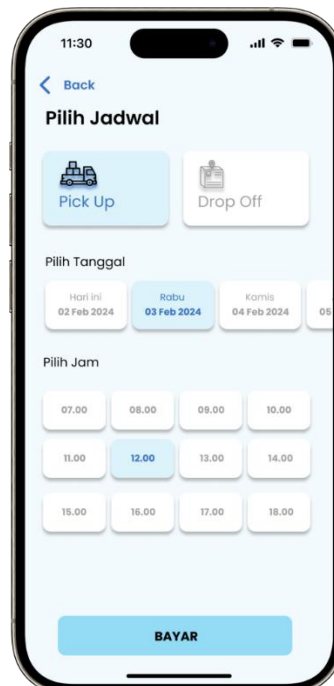 11:30
Back
Pilih Jadwal
Pick Up
Drop Off
Pilih Tanggal
Hari ini
02 Feb 2024
Rabu
03 Feb 2024
Kamis
04 Feb 2024
05
Pilih Jam
07.00 08.00 09.00 10.00
11.00 12.00 13.00 14.00
15.00 16.00 17.00 18.00
BAYAR